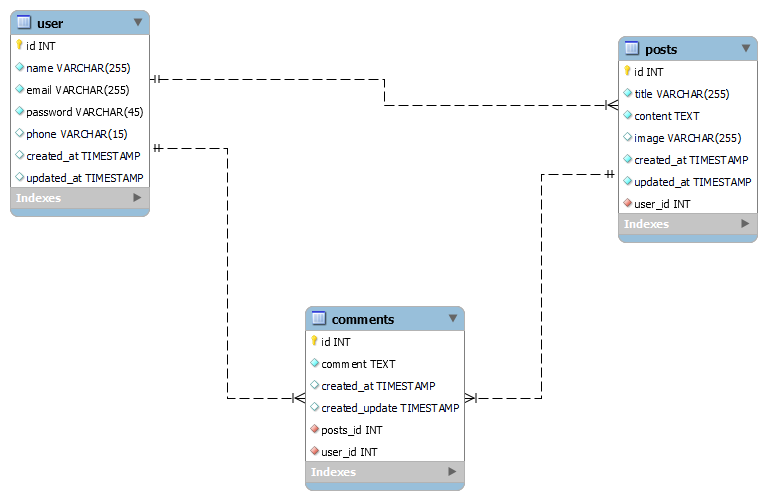 user
id INT
name VARCHAR(255)
email VARCHAR(255)
password VARCHAR(45)
phone VARCHAR(15)
created_at TIMESTAMP
updated_at TIMESTAMP
Indexes
posts
id INT
title VARCHAR(255)
content TEXT
image VARCHAR(255)
created_at TIMESTAMP
updated_at TIMESTAMP
user_id INT
Indexes
comments
id INT
comment TEXT
created_at TIMESTAMP
created_update TIMESTAMP
posts_id INT
user_id INT
Indexes